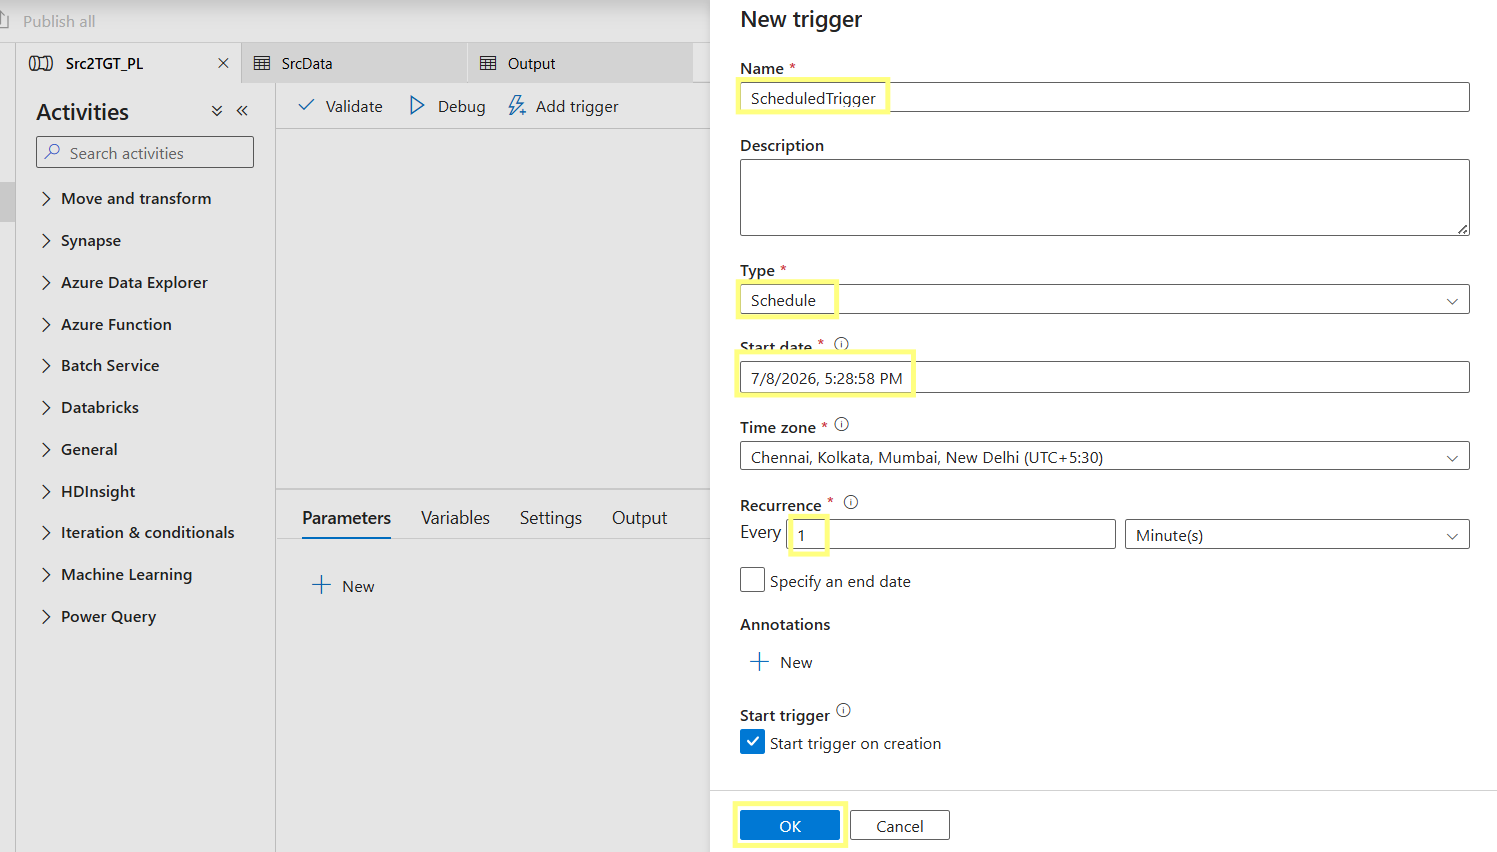 Publish all
Src2TGT_PL
SrcData
Output
Activities
Search activities
Move and transform
Synapse
Azure Data Explorer
Azure Function
Batch Service
Databricks
General
HDInsight
Iteration & conditionals
Machine Learning
Power Query
Validate
Debug
Add trigger
Parameters
Variables
Settings
Output
New
New trigger
Name *
ScheduledTrigger
Description
Type *
Schedule
Start date *
7/8/2026, 5:28:58 PM
Time zone *
Chennai, Kolkata, Mumbai, New Delhi (UTC+5:30)
Recurrence *
Every 1 Minute(s)
Specify an end date
Annotations
New
Start trigger
Start trigger on creation
OK
Cancel